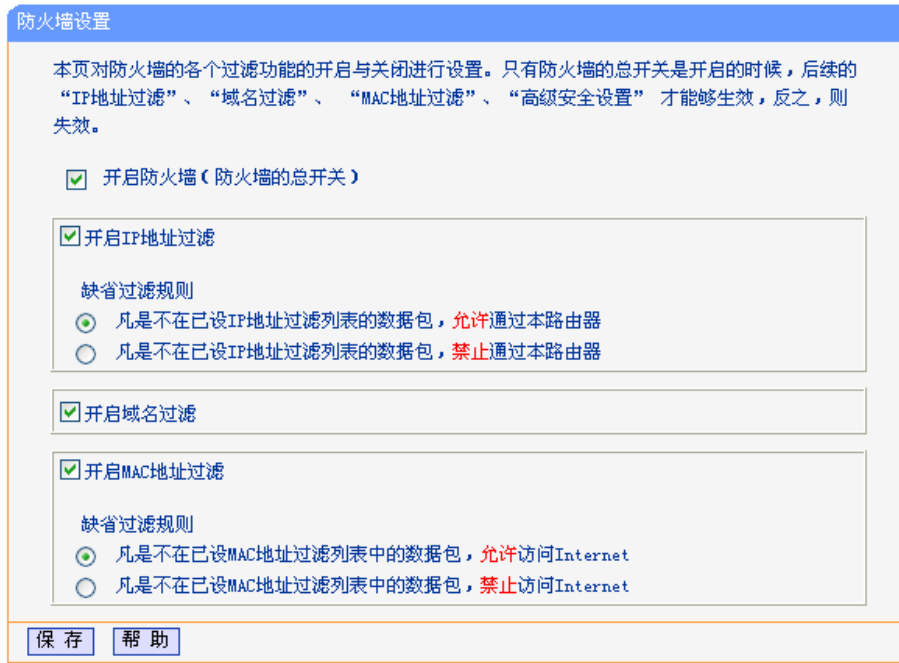 防火墙设置
本页对防火墙的各个过滤功能的开启与关闭进行设置。只有防火墙的总开关是开启的时候，后续的
“IP地址过滤”、“域名过滤”、 “MAC地址过滤”、“高级安全设置” 才能够生效，反之，则
失效。
开启防火墙（防火墙的总开关）
开启IP地址过滤
缺省过滤规则
凡是不在已设IP地址过滤列表的数据包，允许通过本路由器
凡是不在已设IP地址过滤列表的数据包，禁止通过本路由器
开启域名过滤
开启MAC地址过滤
缺省过滤规则
凡是不在已设MAC地址过滤列表中的数据包，允许访问Internet
凡是不在已设MAC地址过滤列表中的数据包，禁止访问Internet
保 存 帮 助